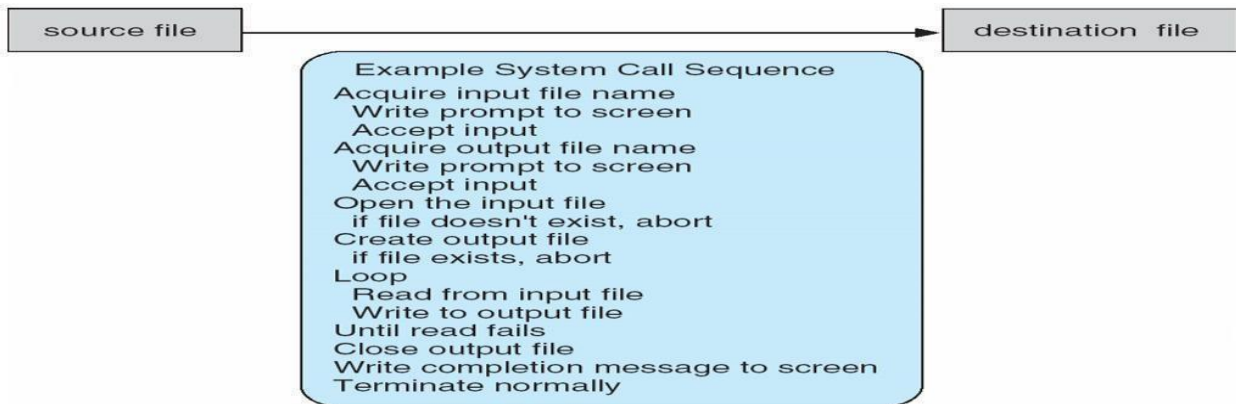 source file
destination file
Example System Call Sequence
Acquire input file name
Write prompt to screen
Accept input
Acquire output file name
Write prompt to screen
Accept input
Open the input file
if file doesn't exist, abort
Create output file
if file exists, abort
Loop
Read from input file
Write to output file
Until read fails
Close output file
Write completion message to screen
Terminate normally